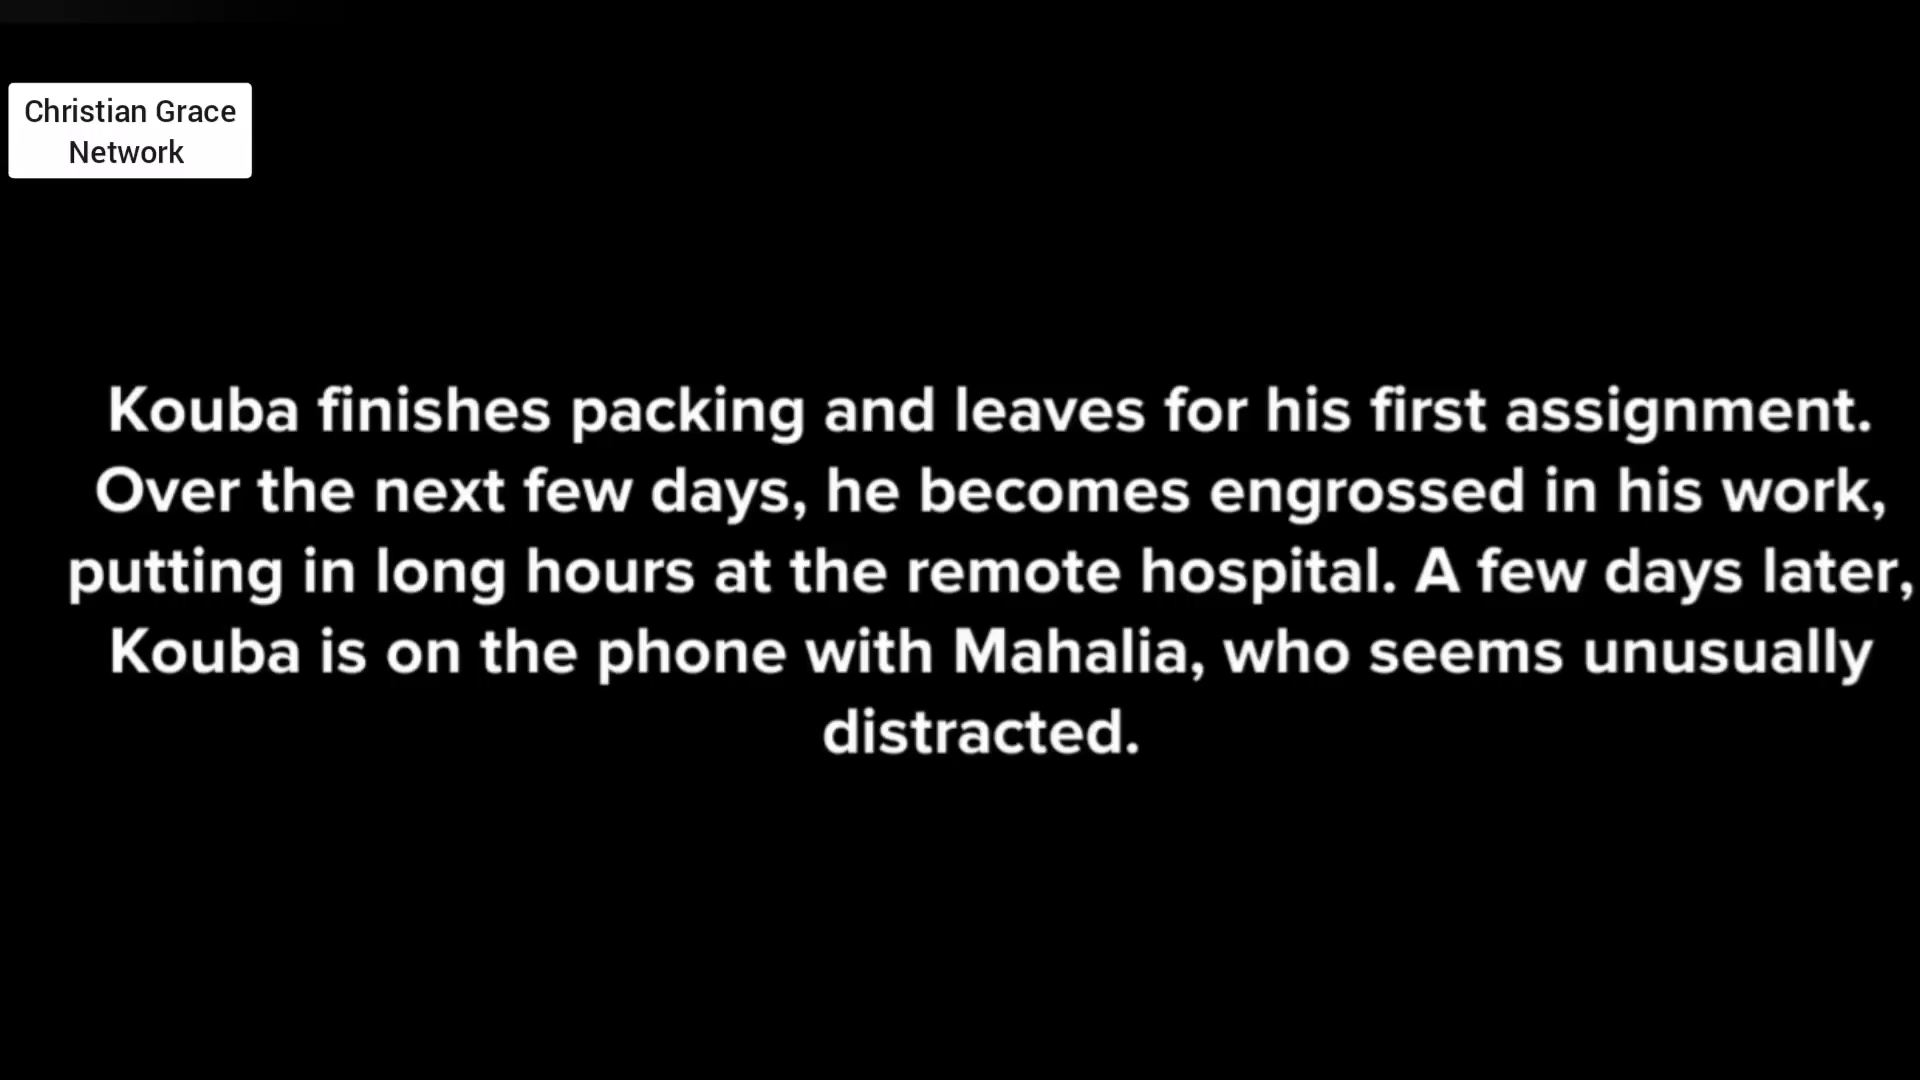 Christian Grace
Network
Kouba finishes packing and leaves for his first assignment.
Over the next few days, he becomes engrossed in his work,
putting in long hours at the remote hospital. A few days later,
Kouba is on the phone with Mahalia, who seems unusually
distracted.